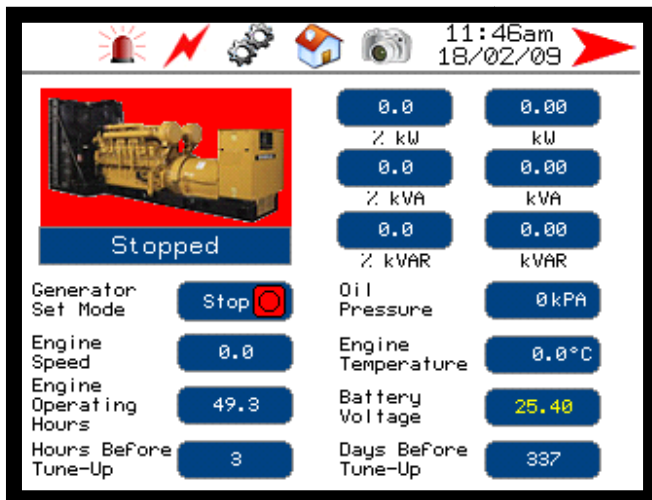 11:46am
18/02/09
0.0 0.00
% kW kW
0.0 0.00
% kVA kVA
0.0 0.00
% kVAR kVAR
Stopped
Generator
Set Mode
Stop
Oil
Pressure
0kPA
Engine
Speed
0.0
Engine
Temperature
0.0°C
Engine
Operating
Hours
49.3
Battery
Voltage
25.40
Hours Before
Tune-Up
3
Days Before
Tune-Up
337